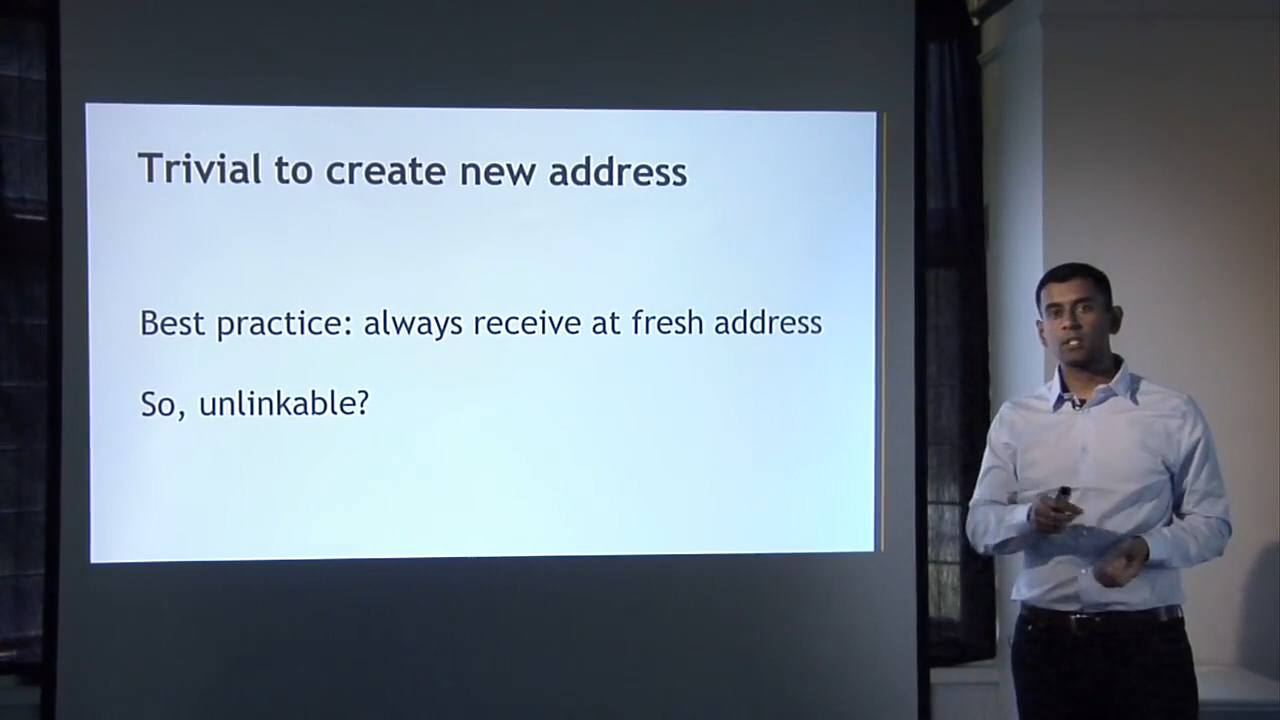 Trivial to create new address
Best practice: always receive at fresh address
So, unlinkable?